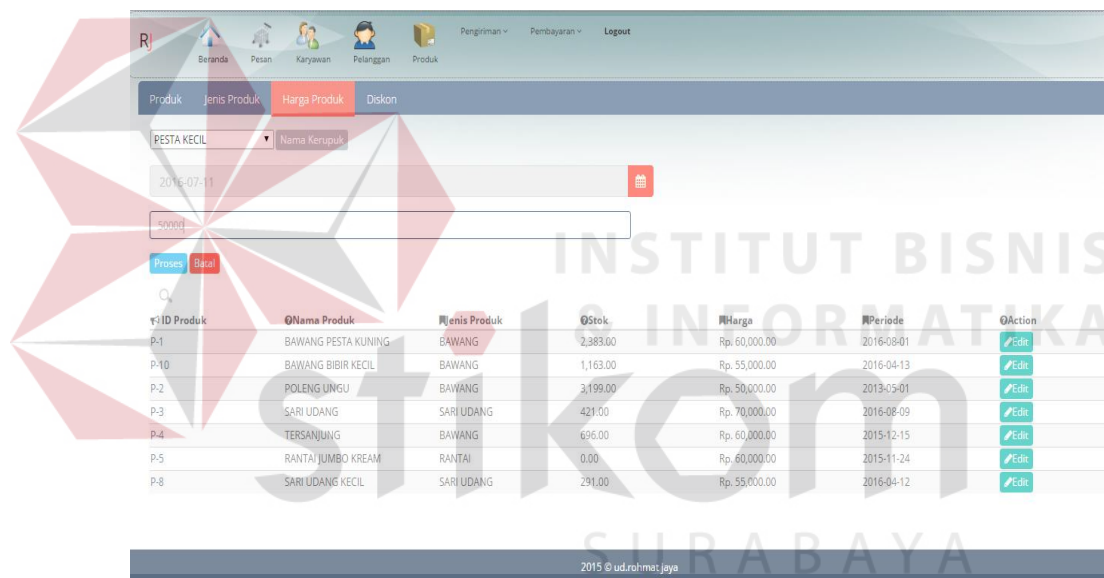 RJ
Beranda Pesan Karyawan Pelanggan Produk Pengiriman Pembayaran Logout
Produk Jenis Produk Harga Produk Diskon
PESTA KECIL Nama Kerupuk
2016-07-11
50000
Proses Batal
ID Produk Nama Produk Jenis Produk Stok Harga Periode Action
P-1 BAWANG PESTA KUNING BAWANG 2,383.00 Rp. 60,000.00 2016-08-01 Edit
P-10 BAWANG BIBIR KECIL BAWANG 1,163.00 Rp. 55,000.00 2016-04-13 Edit
P-2 POLENG UNGU BAWANG 3,199.00 Rp. 50,000.00 2013-05-01 Edit
P-3 SARI UDANG SARI UDANG 421.00 Rp. 70,000.00 2016-08-09 Edit
P-4 TERSANJUNG BAWANG 696.00 Rp. 60,000.00 2015-12-15 Edit
P-5 RANTAI JUMBO KREAM RANTAI 0.00 Rp. 60,000.00 2015-11-24 Edit
P-8 SARI UDANG KECIL SARI UDANG 291.00 Rp. 55,000.00 2016-04-12 Edit
2015 © ud.rohmat jaya
INSTITUT BISNIS
& INFORMATIKA
stikom
SURABAYA